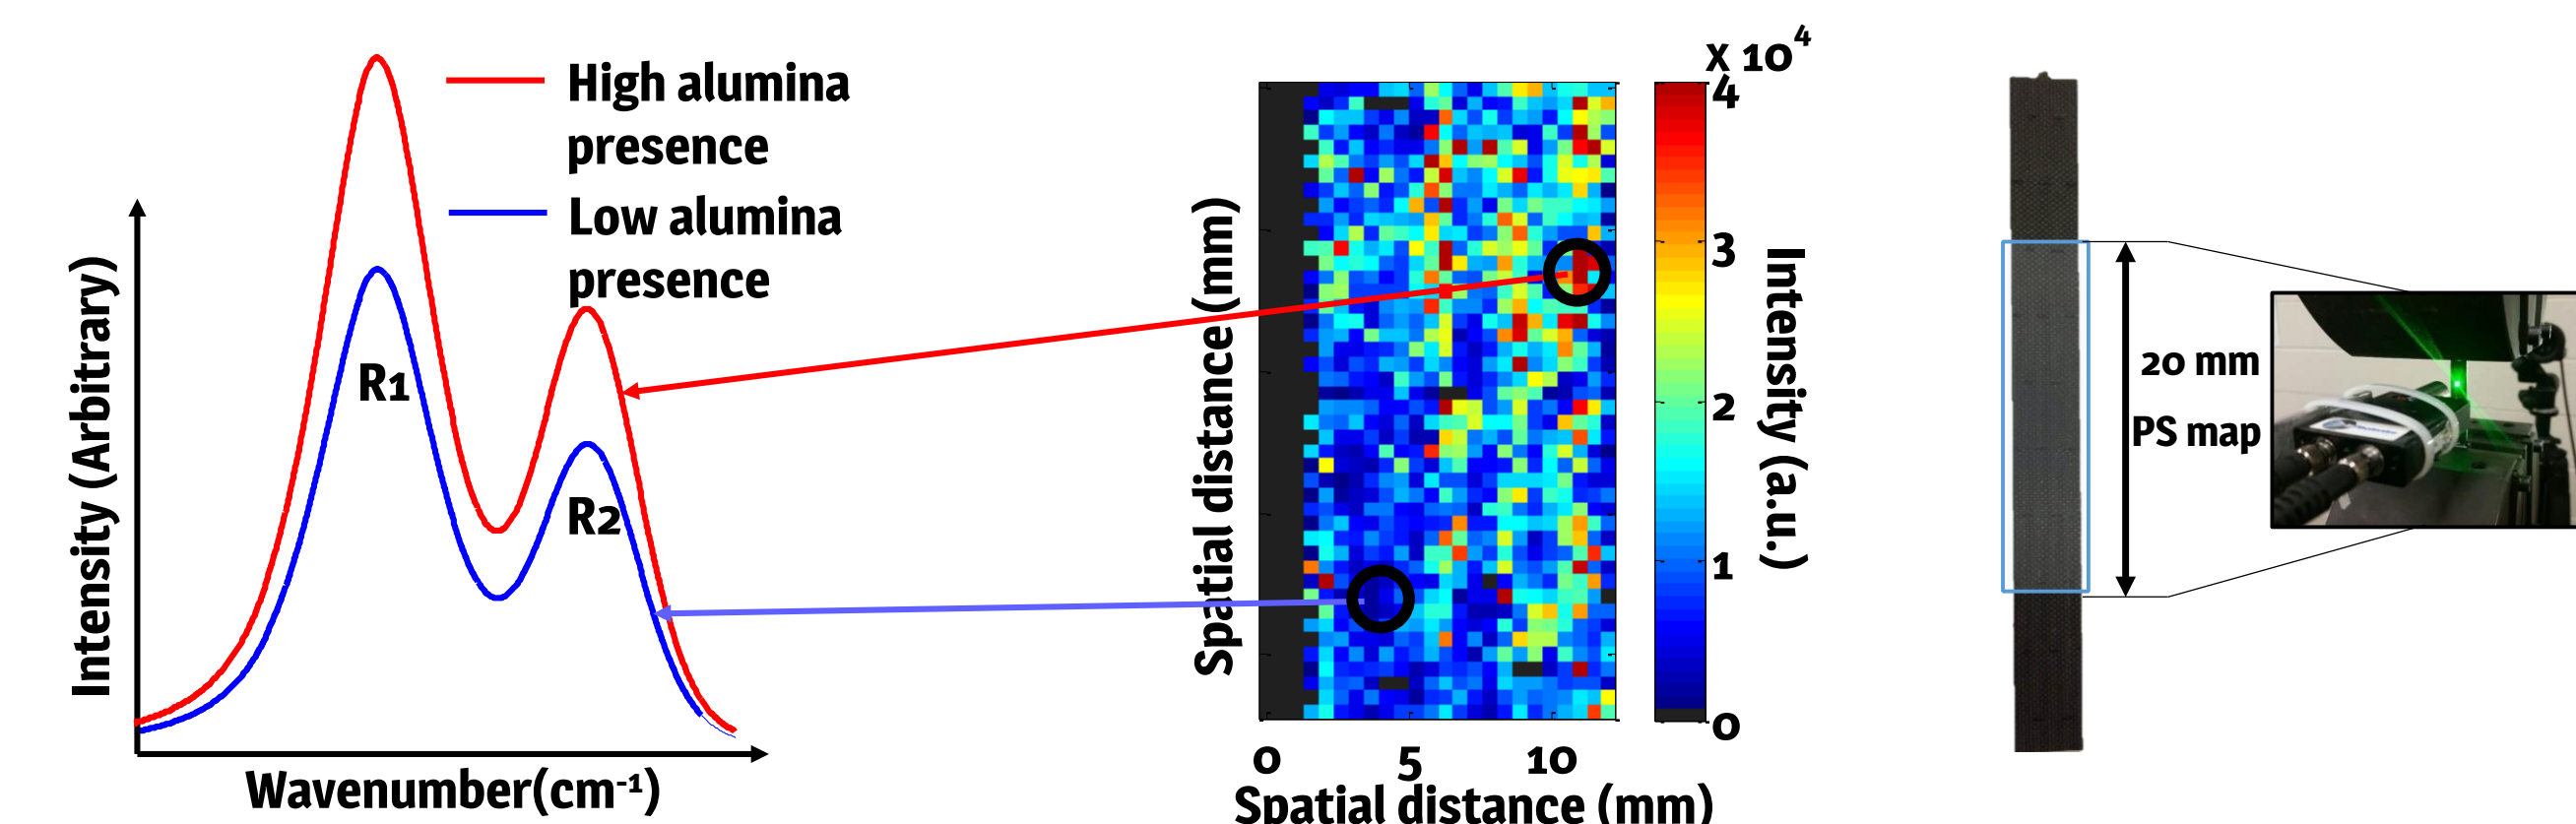 High alumina
presence
Low alumina
presence
R1
R2
Intensity (Arbitrary)
Wavenumber(cm-1)
Spatial distance (mm)
0
5
10
Spatial distance (mm)
x 10^4
4
3
2
1
0
Intensity (a.u.)
20 mm
PS map